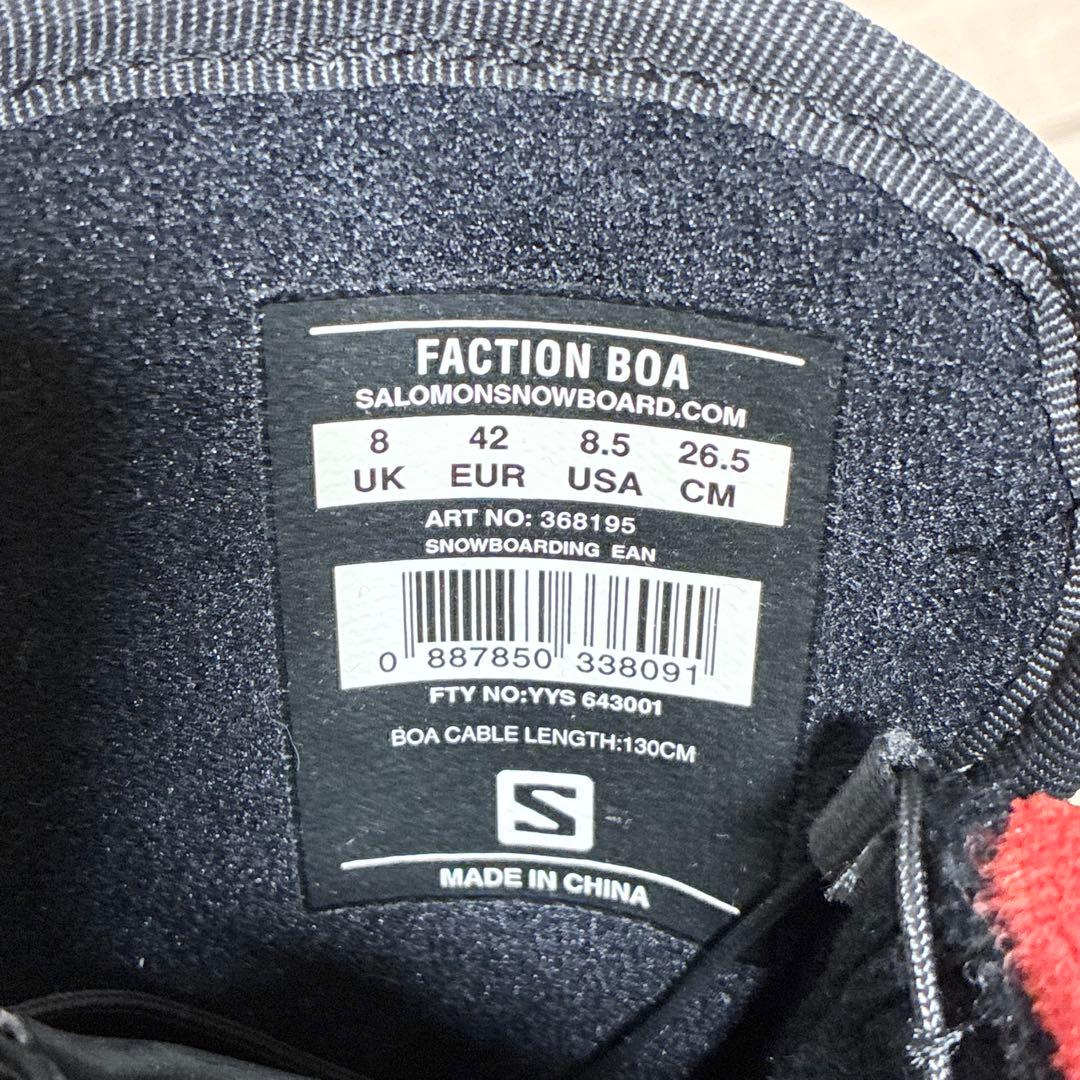 FACTION BOA
SALOMONSNOWBOARD.COM
8 42 8.5 26.5
UK EUR USA CM
ART NO: 368195
SNOWBOARDING EAN
0 887850 338091
FTY NO:YYS 643001
BOA CABLE LENGTH:130CM
S
MADE IN CHINA